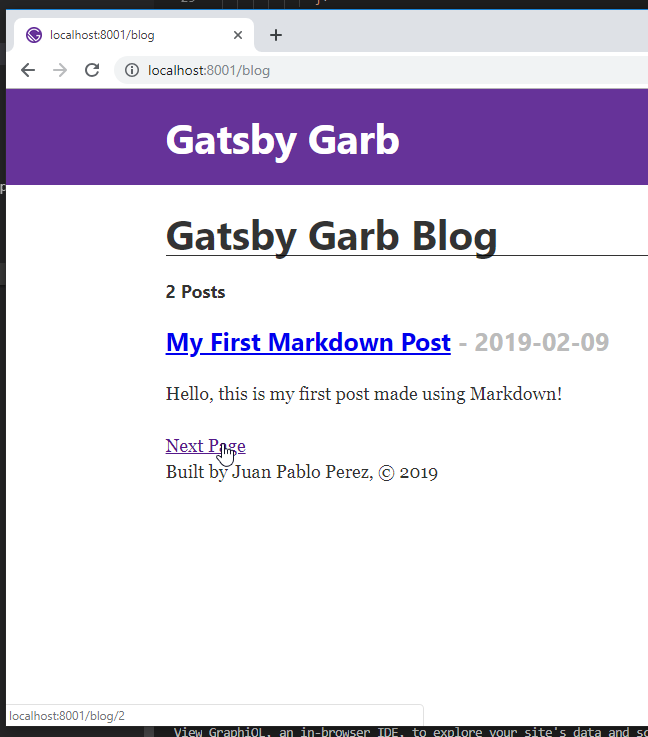 localhost:8001/blog
localhost:8001/blog
Gatsby Garb
Gatsby Garb Blog
2 Posts
My First Markdown Post - 2019-02-09
Hello, this is my first post made using Markdown!
Next Page
Built by Juan Pablo Perez, © 2019
localhost:8001/blog/2
View GraphiQL, an in-browser IDE, to explore your site's data and